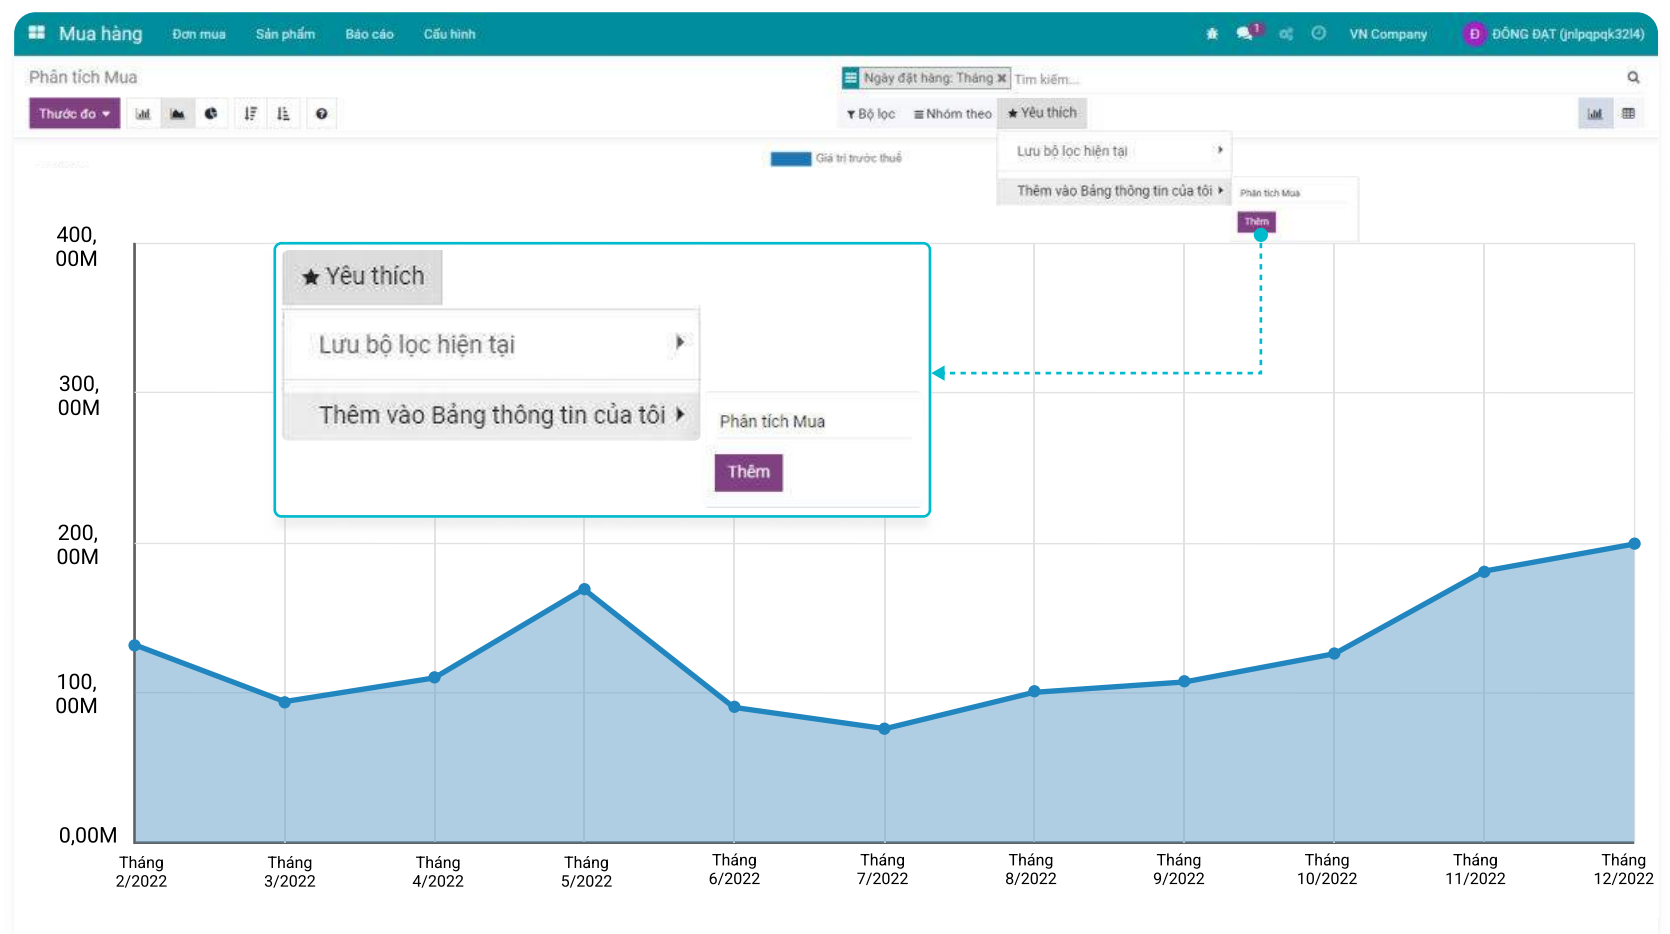 Mua hàng Đơn mua Sản phẩm Báo cáo Cấu hình 1 VN Company Đ ĐÔNG ĐẠT (jnlpqpqk32l4)
Phân tích Mua Ngày đặt hàng: Tháng ✖ Tìm kiếm...
Thước đo Bộ lọc Nhóm theo Yêu thích
Giá trị trước thuế
Lưu bộ lọc hiện tại
Thêm vào Bảng thông tin của tôi
Phân tích Mua
Thêm
Yêu thích
Lưu bộ lọc hiện tại
Thêm vào Bảng thông tin của tôi
Phân tích Mua
Thêm
400,
00M
300,
00M
200,
00M
100,
00M
0,00M
Tháng
2/2022
Tháng
3/2022
Tháng
4/2022
Tháng
5/2022
Tháng
6/2022
Tháng
7/2022
Tháng
8/2022
Tháng
9/2022
Tháng
10/2022
Tháng
11/2022
Tháng
12/2022